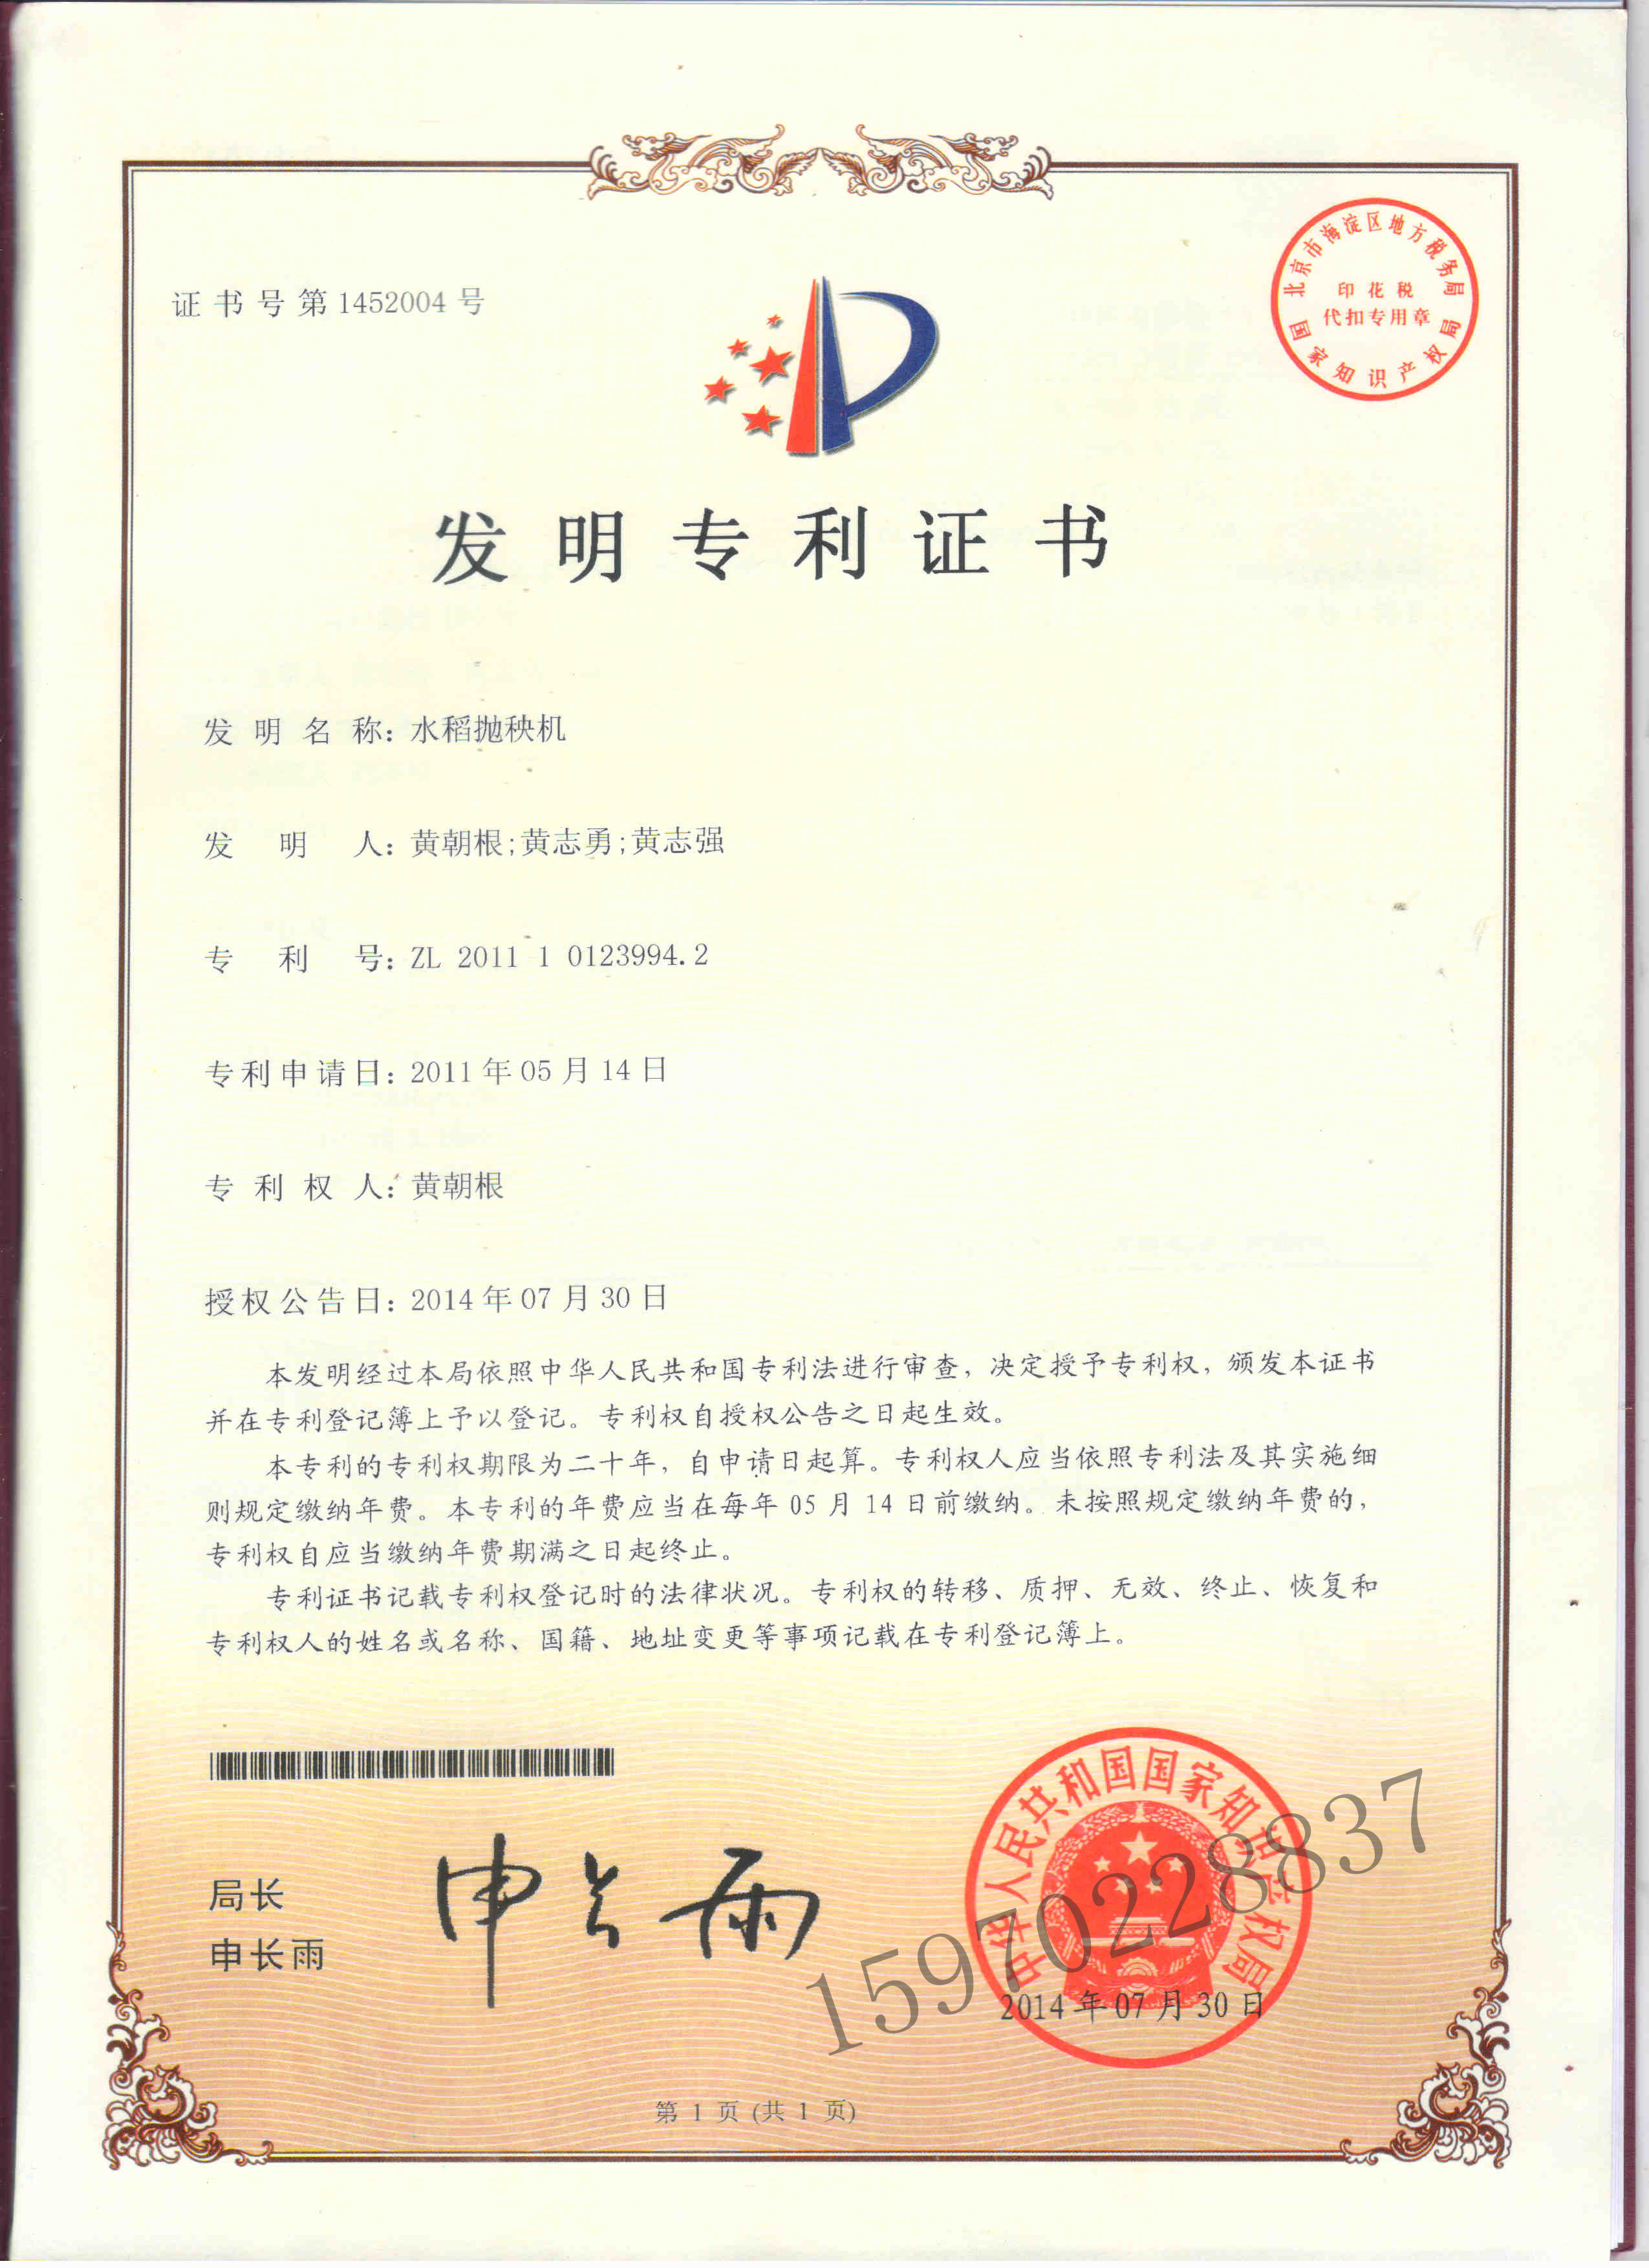 证书号第1452004号
北京市海淀区地方税务局
印花税
代扣专用章
国家知识产权局
发明专利证书
发明名称：水稻抛秧机
发明人：黄朝根;黄志勇;黄志强
专利号：ZL 2011 1 0123994.2
专利申请日：2011年05月14日
专利权人：黄朝根
授权公告日：2014年07月30日
本发明经过本局依照中华人民共和国专利法进行审查，决定授予专利权，颁发本证书
并在专利登记簿上予以登记。专利权自授权公告之日起生效。
本专利的专利权期限为二十年，自申请日起算。专利权人应当依照专利法及其实施细
则规定缴纳年费。本专利的年费应当在每年05月14日前缴纳。未按照规定缴纳年费的，
专利权自应当缴纳年费期满之日起终止。
专利证书记载专利权登记时的法律状况。专利权的转移、质押、无效、终止、恢复和
专利权人的姓名或名称、国籍、地址变更等事项记载在专利登记簿上。
局长
申长雨
申长雨
中华人民共和国国家知识产权局
2014年07月30日
15970228837
第 1 页 (共 1 页)